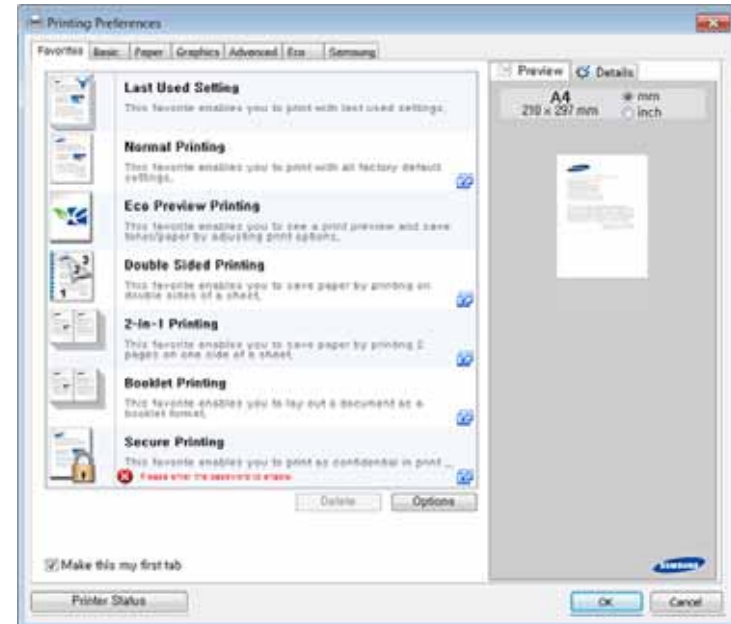 Printing Preferences
Favorites Basic Paper Graphics Advanced Eco Samsung
Last Used Setting
This favorite enables you to print with last used settings.
Normal Printing
This favorite enables you to print with all factory default
settings.
Eco Preview Printing
This favorite enables you to see a print preview and save
toner/paper by adjusting print options.
Double Sided Printing
This favorite enables you to save paper by printing on
double sides of a sheet.
2-in-1 Printing
This favorite enables you to save paper by printing 2
pages on one side of a sheet.
Booklet Printing
This favorite enables you to lay out a document as a
booklet format.
Secure Printing
This favorite enables you to print as confidential in print ...
Please enter the password to enable.
Delete Options
Make this my first tab
Printer Status
Preview Details
A4
210 x 297 mm
mm
inch
SAMSUNG
OK Cancel